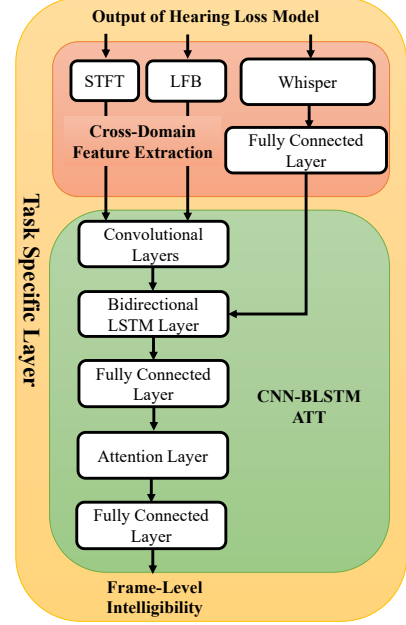 Output of Hearing Loss Model
STFT
LFB
Whisper
Cross-Domain
Feature Extraction
Fully Connected
Layer
Task Specific Layer
Convolutional
Layers
Bidirectional
LSTM Layer
Fully Connected
Layer
CNN-BLSTM
ATT
Attention Layer
Fully Connected
Layer
Frame-Level
Intelligibility